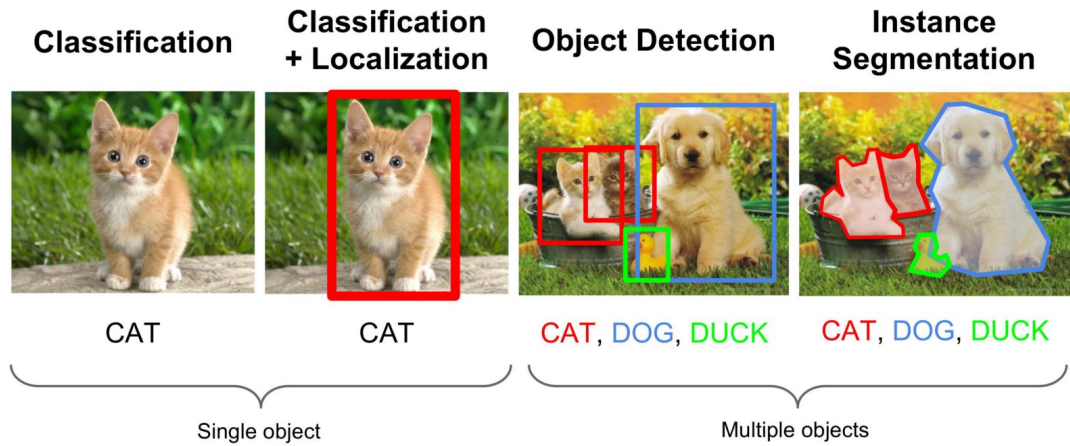 Classification
Classification
+ Localization
Object Detection
Instance
Segmentation
CAT
CAT
CAT, DOG, DUCK
CAT, DOG, DUCK
Single object
Multiple objects